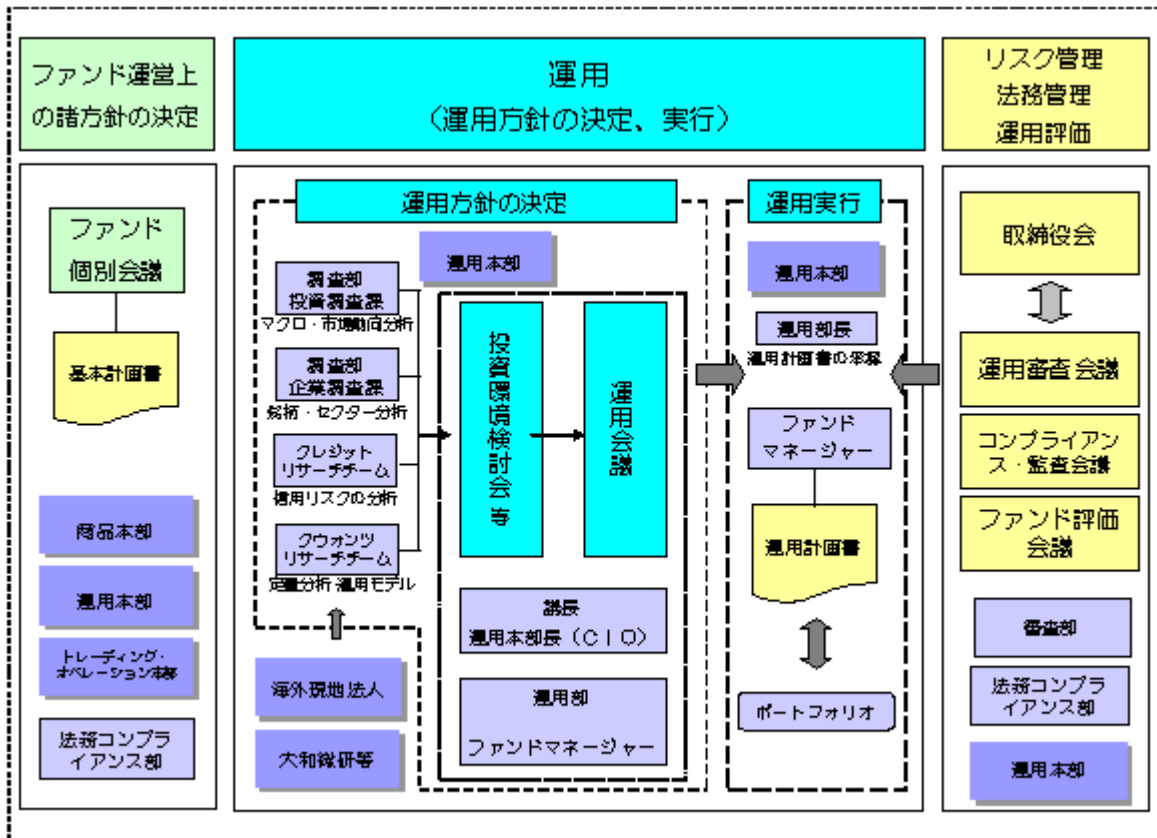 ファンド運営上
の諸方針の決定
運用
（運用方針の決定、実行）
リスク管理
法務管理
運用評価
ファンド
個別会議
基本計画書
商品本部
運用本部
トレーディング・
オペレーション本部
法務コンプラ
イアンス部
運用方針の決定
運用本部
調査部
投資調査課
マクロ・市場動向分析
調査部
企業調査課
銘柄・セクター分析
クレジット
リサーチチーム
信用リスクの分析
クウォンツ
リサーチチーム
定量分析・運用モデル
海外現地法人
大和総研等
投資環境検討会 等
運用会議
議長
運用本部長（ＣＩＯ）
運用部
ファンドマネージャー
運用実行
運用本部
運用部長
運用計画書の承認
ファンド
マネージャー
運用計画書
ポートフォリオ
取締役会
運用審査会議
コンプライアン
ス・監査会議
ファンド評価
会議
審査部
法務コンプラ
イアンス部
運用本部